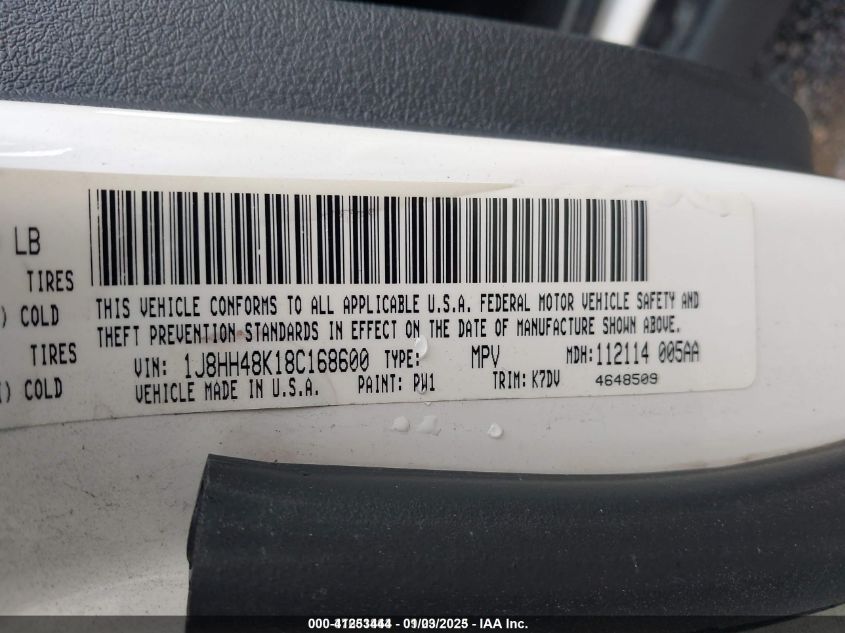 LB
TIRES
) COLD
TIRES
) COLD
THIS VEHICLE CONFORMS TO ALL APPLICABLE U.S.A. FEDERAL MOTOR VEHICLE SAFETY AND
THEFT PREVENTION STANDARDS IN EFFECT ON THE DATE OF MANUFACTURE SHOWN ABOVE.
VIN: 1J8HH48K18C168600 TYPE: MPV MDH: 112114 005AA
VEHICLE MADE IN U.S.A. PAINT: PW1 TRIM: K7DV 4648509
- IAA Inc.